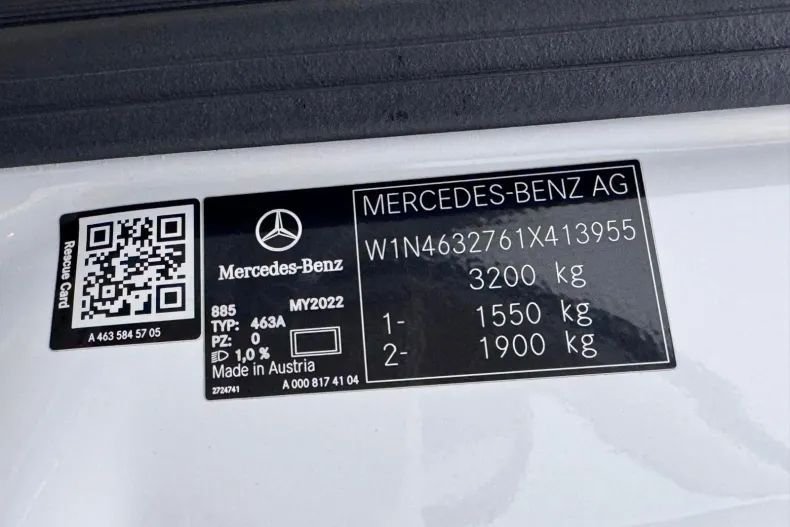 Rescue Card
A 463 584 57 05
Mercedes-Benz
885 MY2022
TYP: 463A
PZ: 0
1,0 %
Made in Austria
2724741 A 000 817 41 04
MERCEDES-BENZ AG
W1N4632761X413955
3200 kg
1- 1550 kg
2- 1900 kg